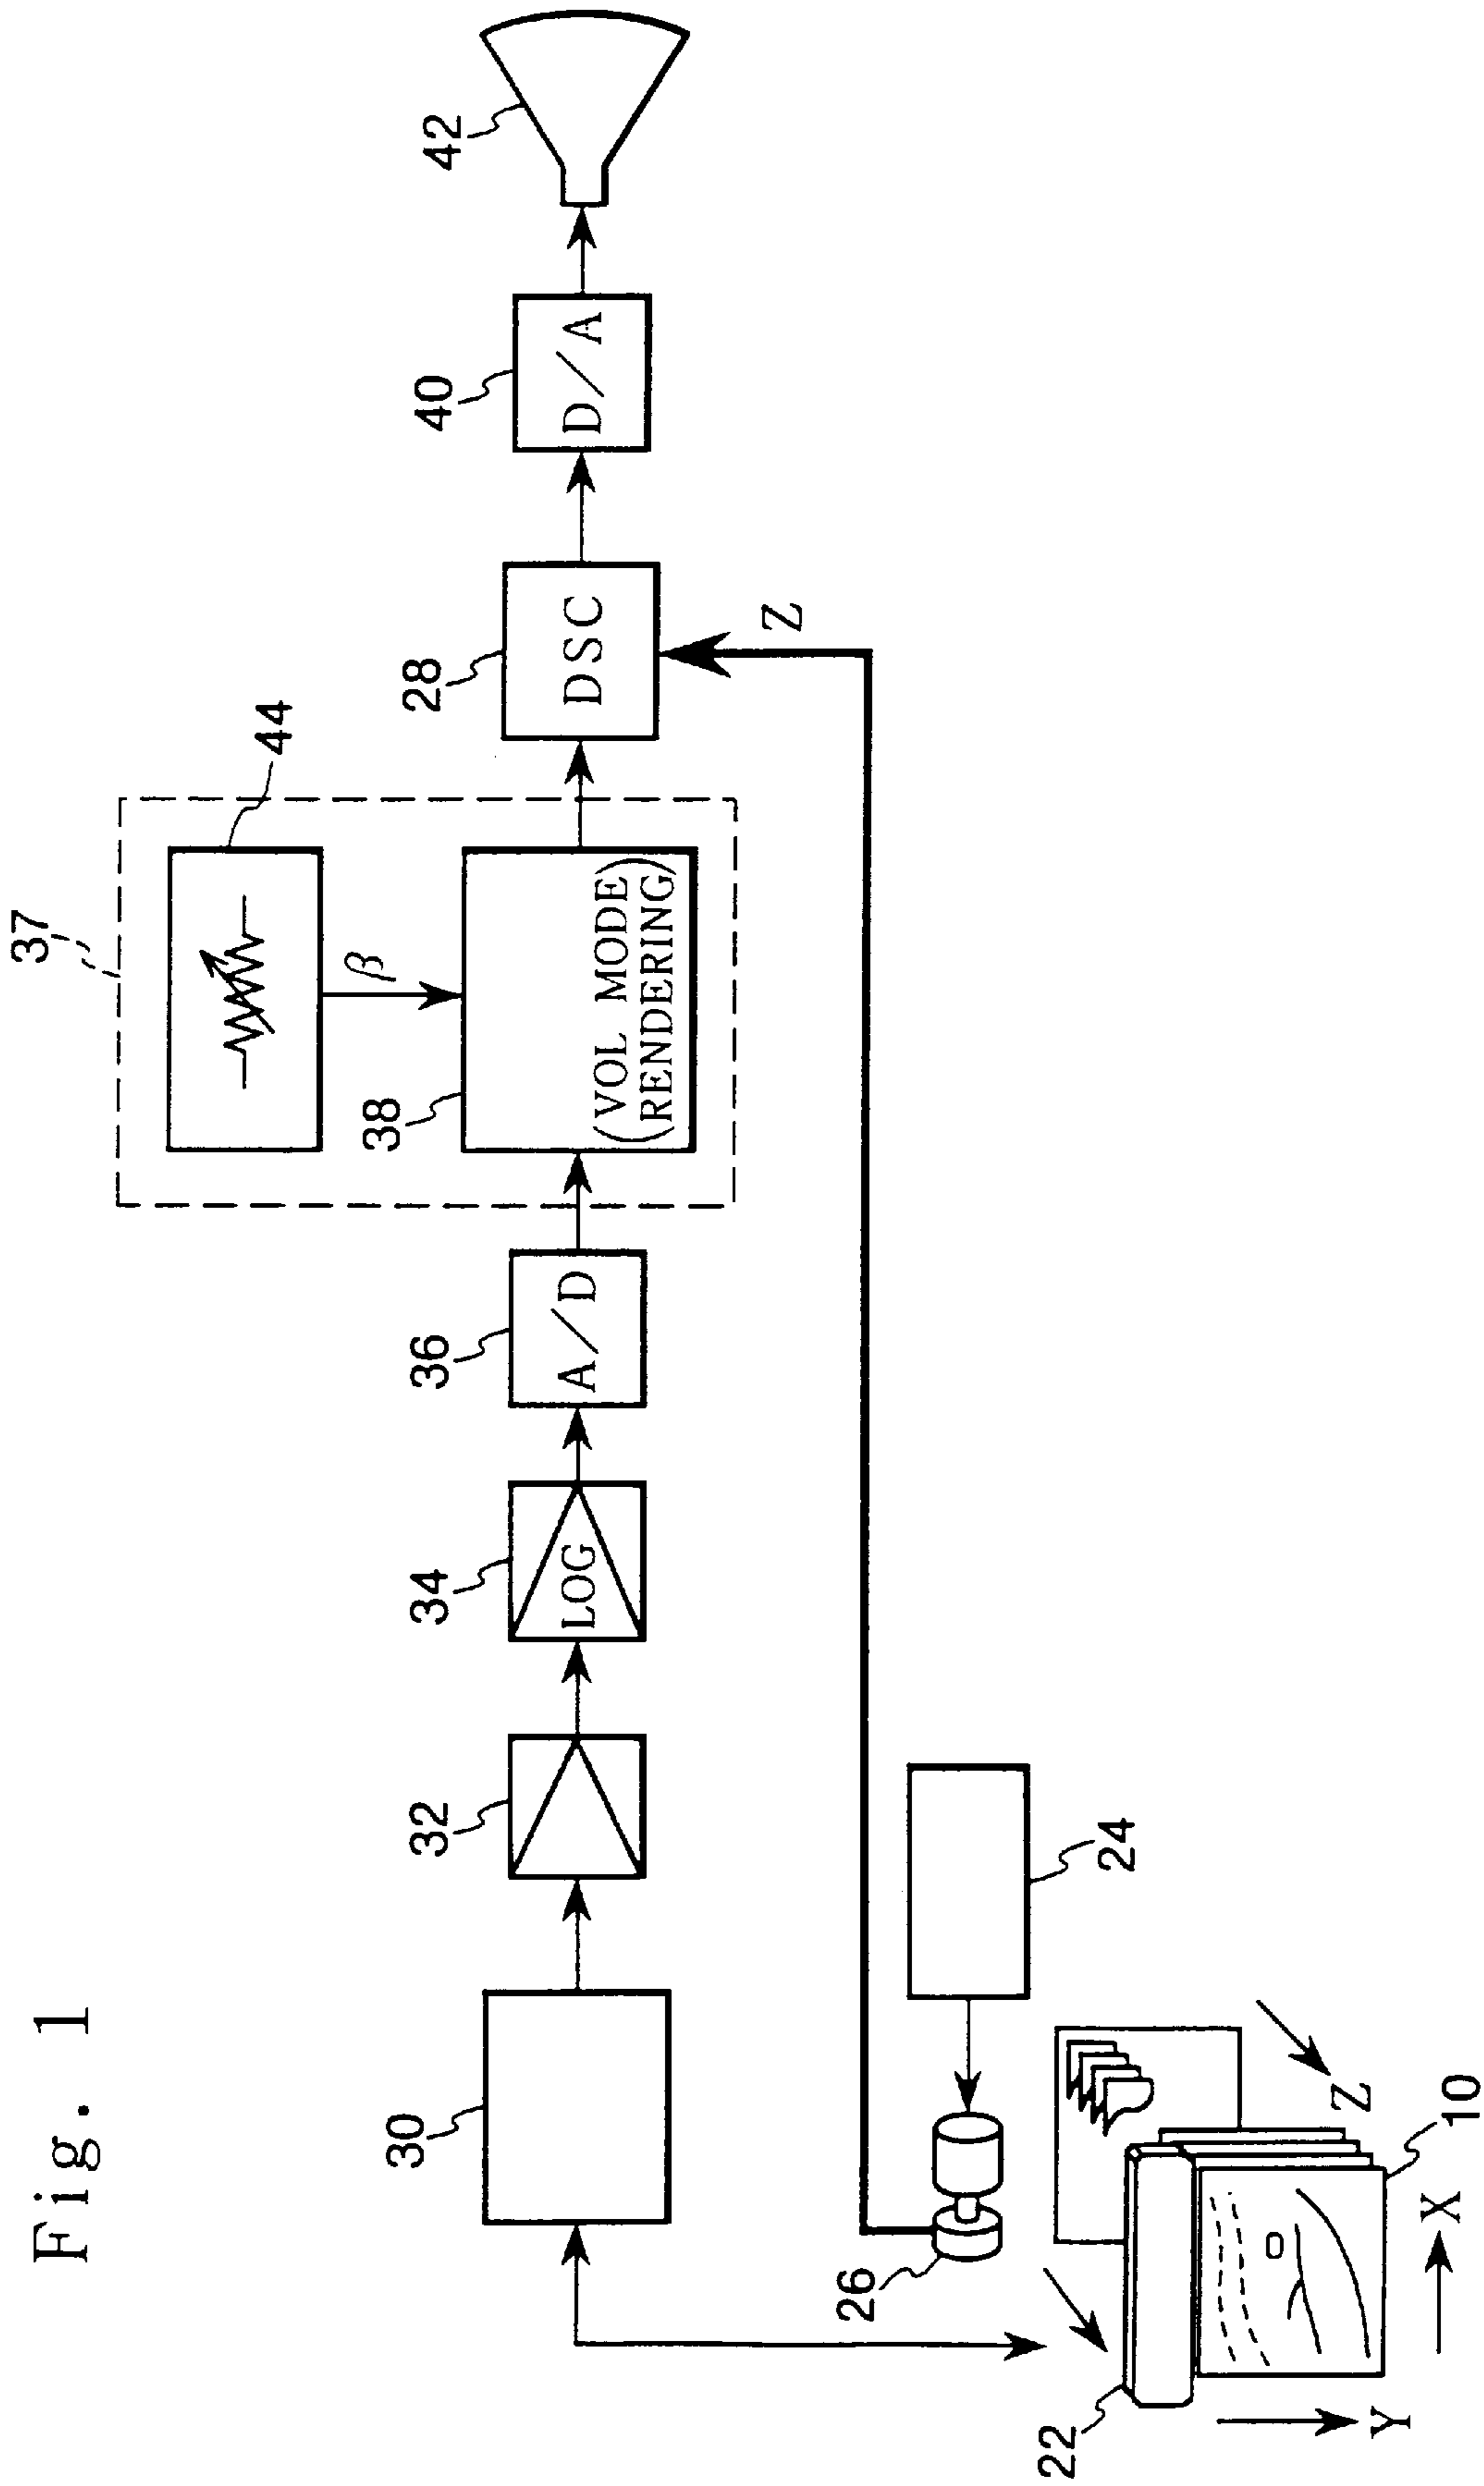 Fig. 1
37
44
β
30
32
34
LOG
36
A/D
38
(VOL MODE
RENDERING)
28
DSC
40
D/A
42
Z
26
24
22
Z
10
Y
X